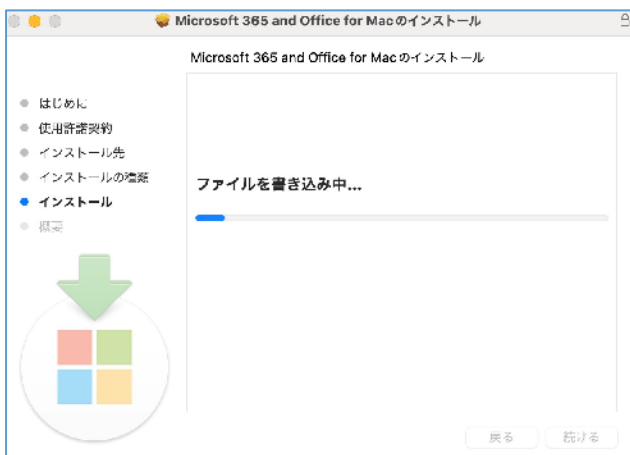 Microsoft 365 and Office for Macのインストール
Microsoft 365 and Office for Macのインストール
はじめに
使用許諾契約
インストール先
インストールの種類
インストール
概要
ファイルを書き込み中...
戻る
続ける